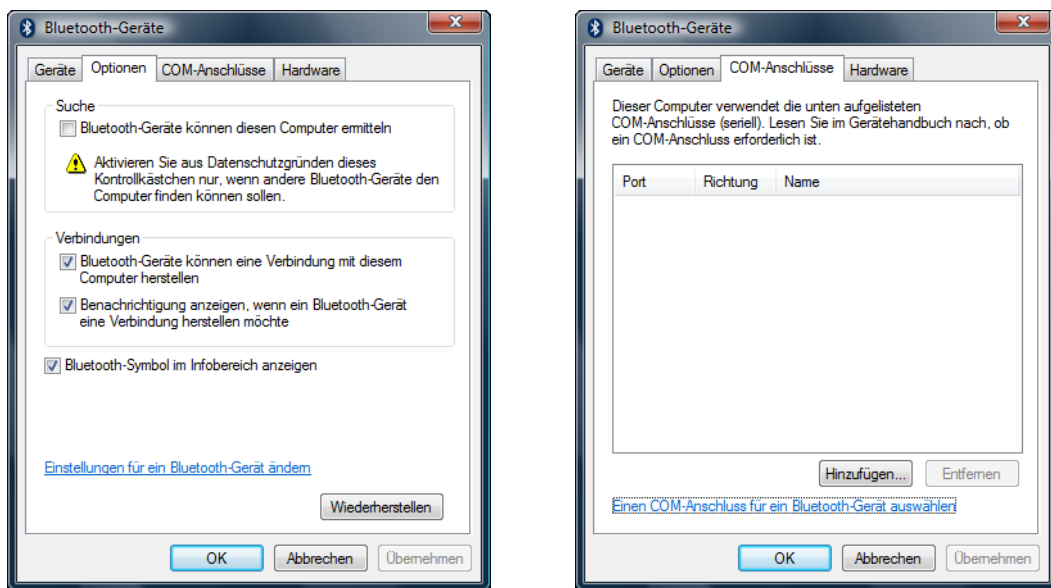 Bluetooth-Geräte
Geräte Optionen COM-Anschlüsse Hardware
Suche
Bluetooth-Geräte können diesen Computer ermitteln
Aktivieren Sie aus Datenschutzgründen dieses
Kontrollkästchen nur, wenn andere Bluetooth-Geräte den
Computer finden können sollen.
Verbindungen
Bluetooth-Geräte können eine Verbindung mit diesem
Computer herstellen
Benachrichtigung anzeigen, wenn ein Bluetooth-Gerät
eine Verbindung herstellen möchte
Bluetooth-Symbol im Infobereich anzeigen
Einstellungen für ein Bluetooth-Gerät ändern
Wiederherstellen
OK Abbrechen Übernehmen
Bluetooth-Geräte
Geräte Optionen COM-Anschlüsse Hardware
Dieser Computer verwendet die unten aufgelisteten
COM-Anschlüsse (seriell). Lesen Sie im Gerätehandbuch nach, ob
ein COM-Anschluss erforderlich ist.
Port Richtung Name
Hinzufügen... Entfernen
Einen COM-Anschluss für ein Bluetooth-Gerät auswählen
OK Abbrechen Übernehmen